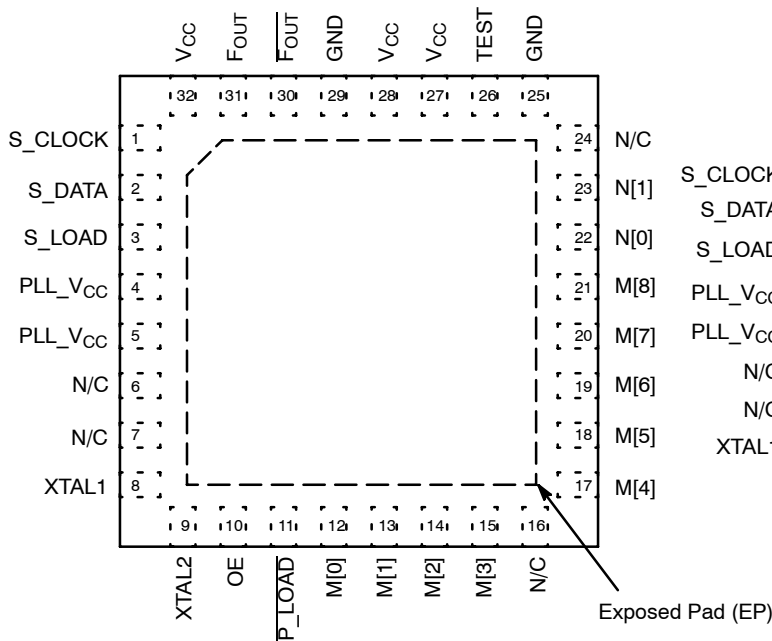 VCC FOUT FOUT GND VCC VCC TEST GND
32 31 30 29 28 27 26 25
S_CLOCK 1 24 N/C
S_DATA 2 23 N[1] S_CLOCK
S_LOAD 3 22 N[0] S_DATA
PLL_VCC 4 21 M[8] S_LOAD
PLL_VCC 5 20 M[7] PLL_VCC
N/C 6 19 M[6] PLL_VCC
N/C 7 18 M[5] N/C
XTAL1 8 17 M[4] N/C
XTAL1
9 10 11 12 13 14 15 16
XTAL2 OE P_LOAD M[0] M[1] M[2] M[3] N/C
Exposed Pad (EP)